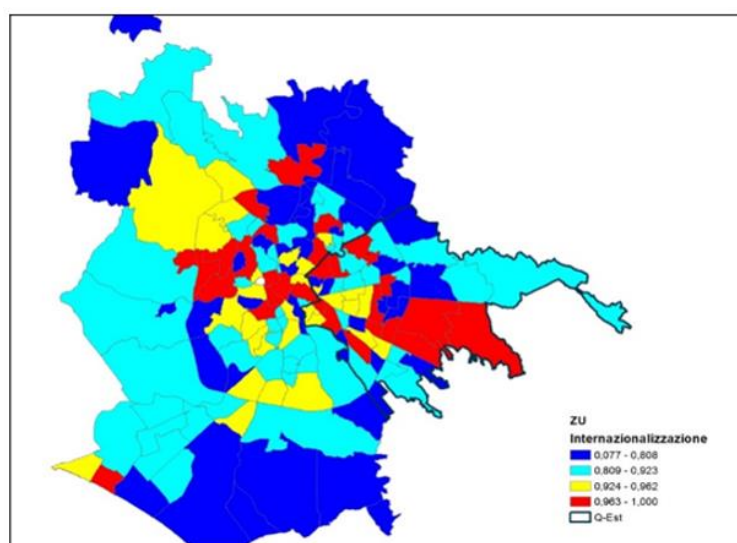 ZU
Internazionalizzazione
0,077 - 0,808
0,809 - 0,923
0,924 - 0,962
0,963 - 1,000
Q-Est